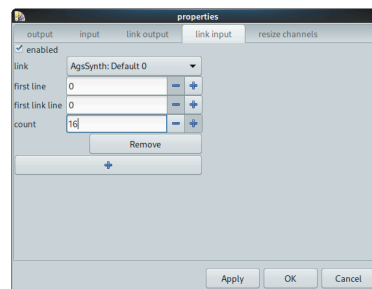 properties
output input link output link input resize channels
enabled
link AgsSynth: Default 0
first line 0
first link line 0
count 16
Remove
Apply OK Cancel